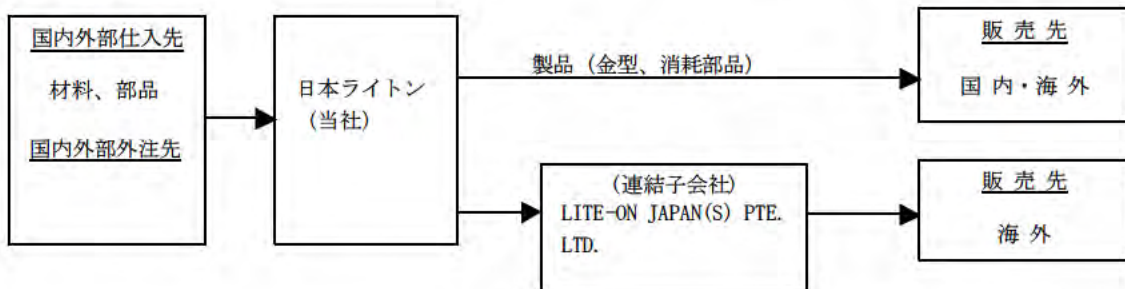 国内外部仕入先
材料、部品
国内外部外注先
日本ライトン
(当社)
製品(金型、消耗部品)
販 売 先
国 内・海 外
(連結子会社)
LITE-ON JAPAN(S) PTE.
LTD.
販 売 先
海 外